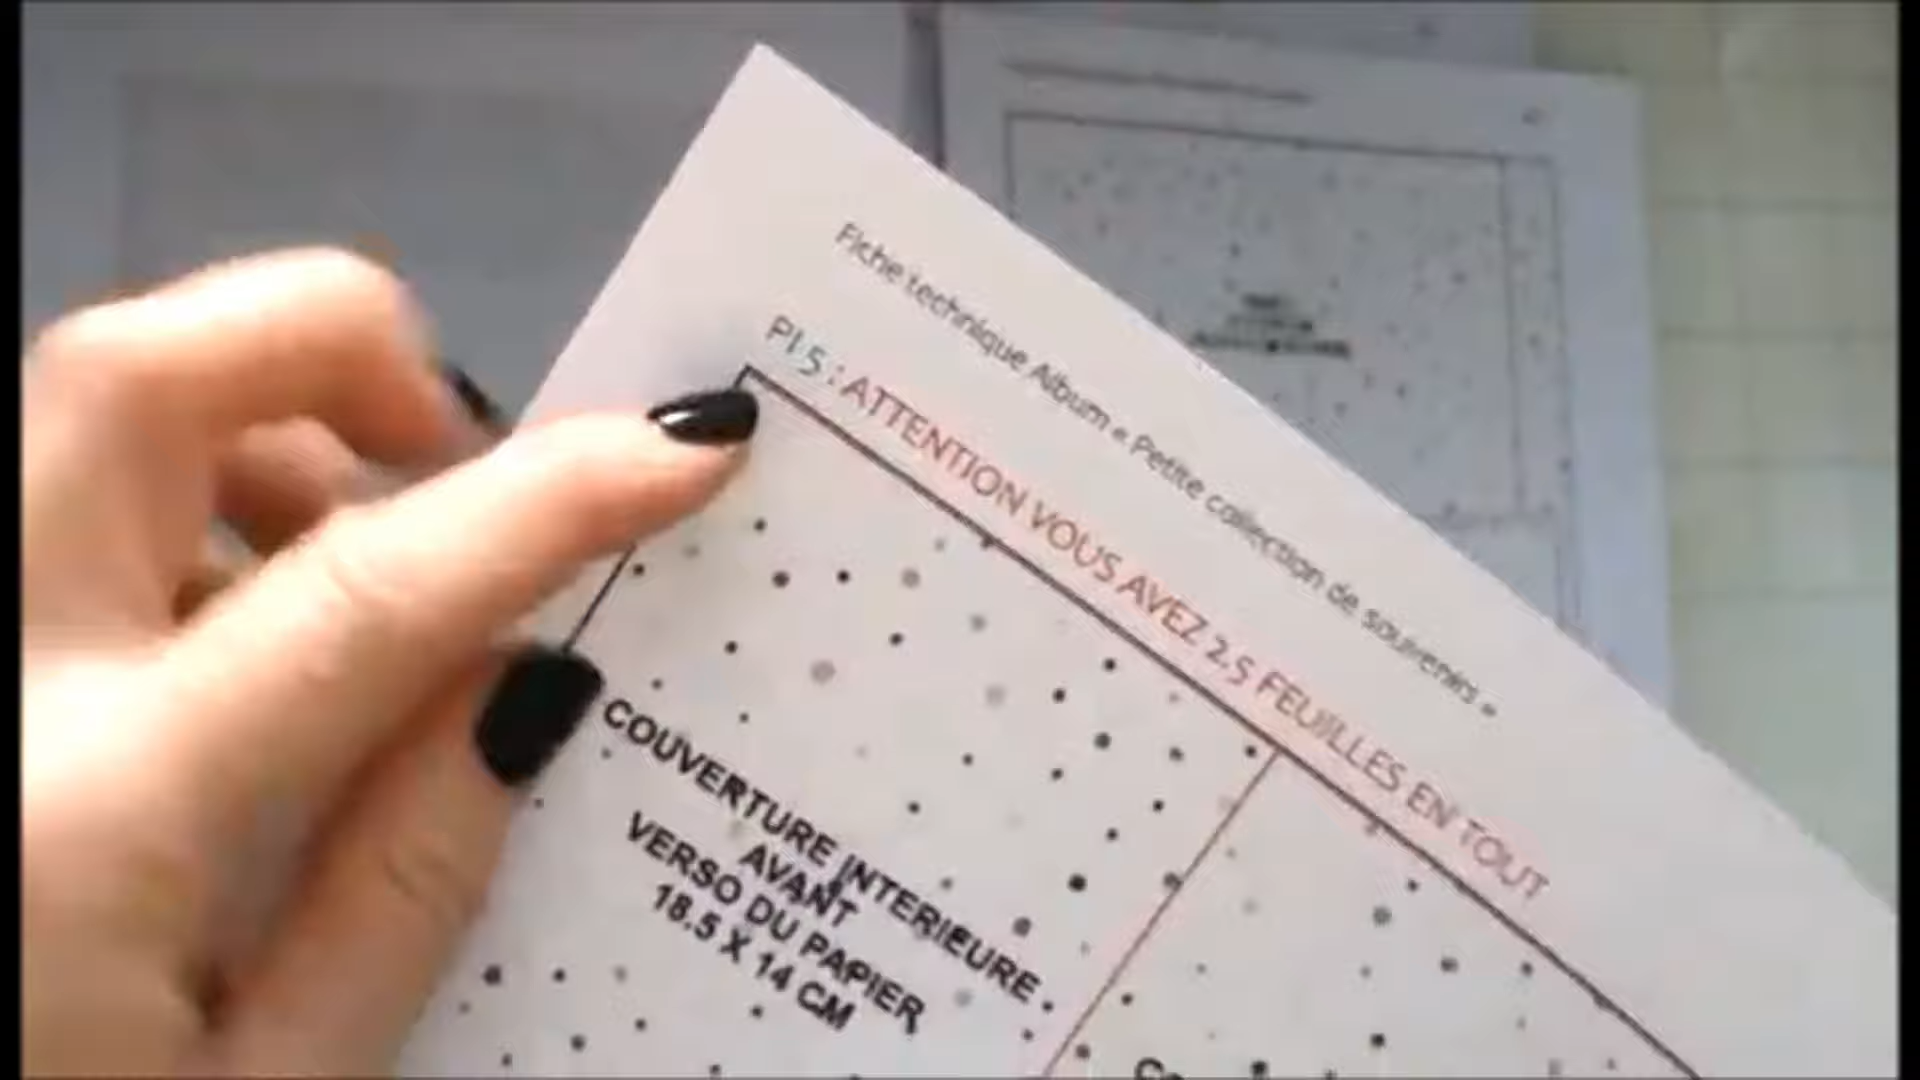 Fiche technique Album « Petite collection de souvenirs »
PI 5 : ATTENTION VOUS AVEZ 2.5 FEUILLES EN TOUT
COUVERTURE INTERIEURE
AVANT
VERSO DU PAPIER
18.5 X 14 CM